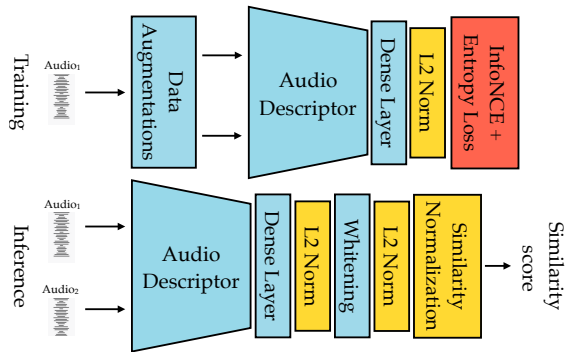 Training
Audio₁
Data
Augmentations
Audio
Descriptor
Dense Layer
L2 Norm
InfoNCE +
Entropy Loss
Inference
Audio₁
Audio₂
Audio
Descriptor
Dense Layer
L2 Norm
Whitening
L2 Norm
Similarity
Normalization
Similarity
score